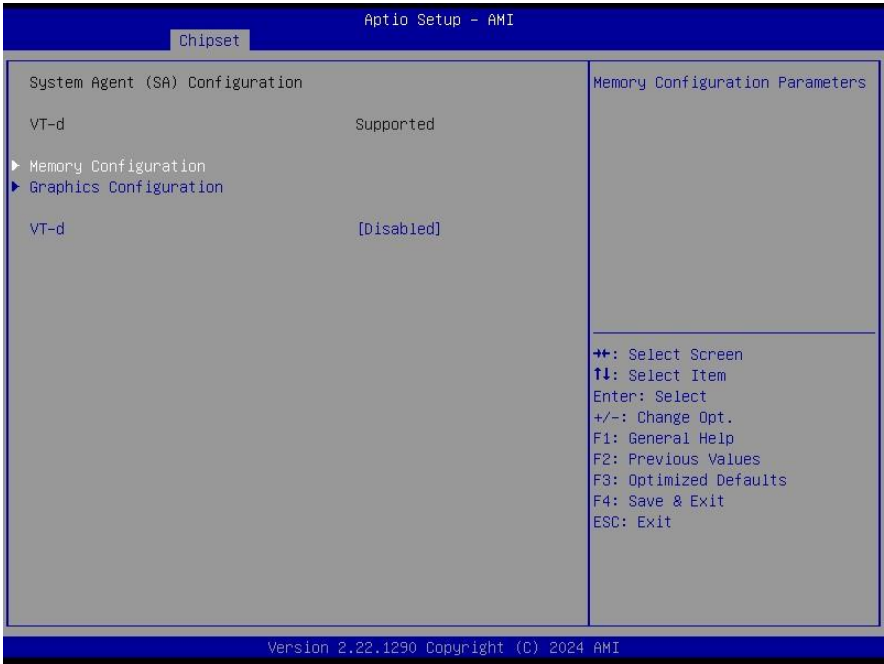 Aptio Setup - AMI
Chipset
System Agent (SA) Configuration
VT-d Supported
Memory Configuration
Graphics Configuration
VT-d [Disabled]
Memory Configuration Parameters
→←: Select Screen
↑↓: Select Item
Enter: Select
+/-: Change Opt.
F1: General Help
F2: Previous Values
F3: Optimized Defaults
F4: Save & Exit
ESC: Exit
Version 2.22.1290 Copyright (C) 2024 AMI